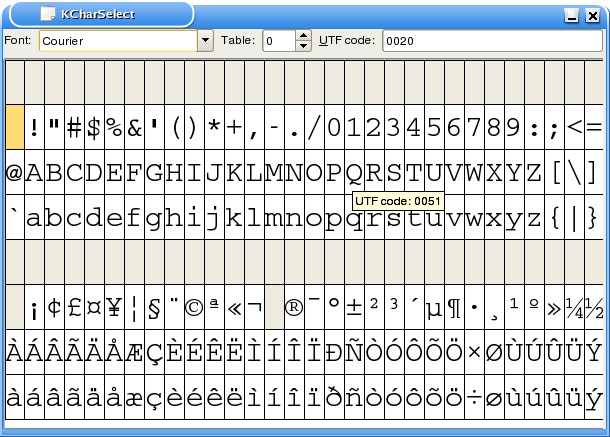 KCharSelect
Font: Courier Table: 0 UTF code: 0020
! " # $ % & ' ( ) * + , - . / 0 1 2 3 4 5 6 7 8 9 : ; < =
@ A B C D E F G H I J K L M N O P Q R S T U V W X Y Z [ \ ]
UTF code: 0051
` a b c d e f g h i j k l m n o p q r s t u v w x y z { | }
¡ ¢ £ ¤ ¥ ¦ § ¨ © ª « ¬ ® ¯ ° ± ² ³ ´ µ ¶ · ¸ ¹ º » ¼ ½
À Á Â Ã Ä Å Æ Ç È É Ê Ë Ì Í Î Ï Ð Ñ Ò Ó Ô Õ Ö × Ø Ù Ú Û Ü Ý
à á â ã ä å æ ç è é ê ë ì í î ï ð ñ ò ó ô õ ö ÷ ø ù ú û ü ý